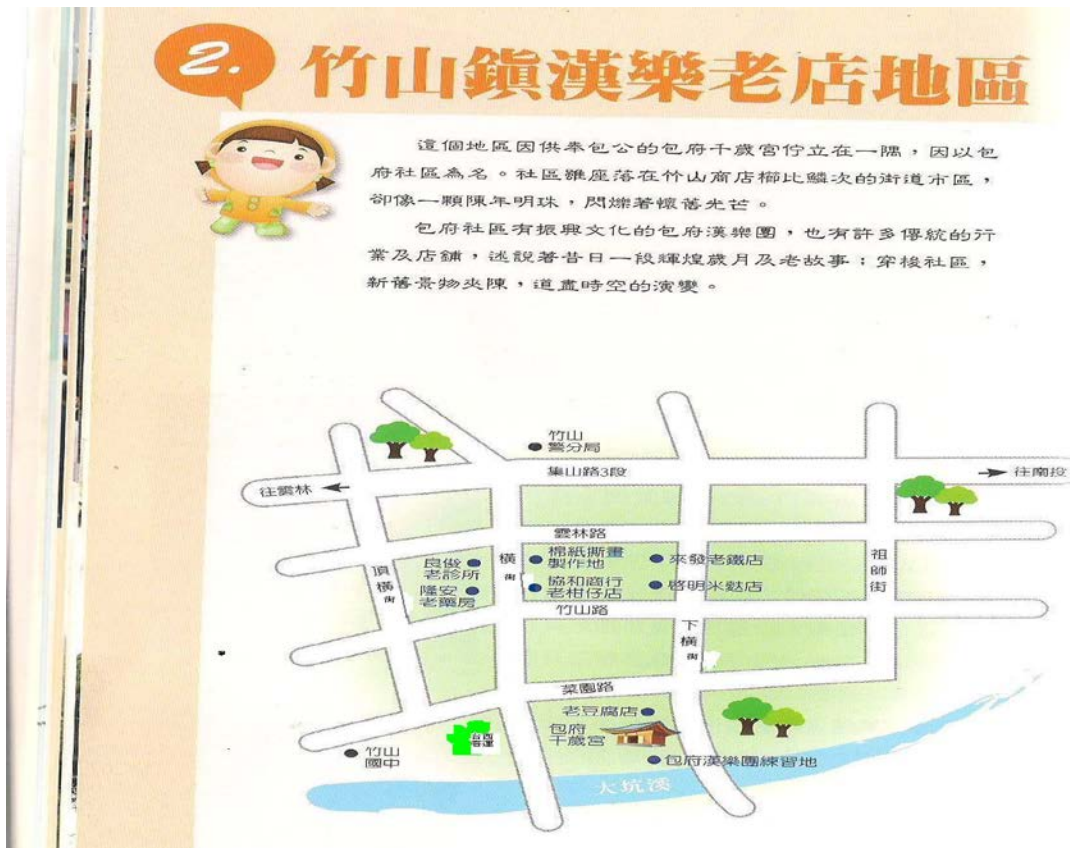 2.
竹山鎮漢樂老店地區
這個地區因供奉包公的包府千歲宮佇立在一隅，因以包
府社區為名。社區雖座落在竹山商店櫛比鱗次的街道市區，
卻像一顆陳年明珠，閃爍著懷舊光芒。
包府社區有振興文化的包府漢樂團，也有許多傳統的行
業及店鋪，述說著昔日一段輝煌歲月及老故事；穿梭社區，
新舊景物夾陳，道盡時空的演變。
竹山
警分局
集山路3段
往雲林
往南投
雲林路
良俊
老診所
隆安
老藥房
頂橫街
橫街
棉紙撕畫
製作地
協和商行
老柑仔店
來發老鐵店
啓明米麩店
祖師街
竹山路
下橫街
菜園路
老豆腐店
包府
千歲宮
包府漢樂團練習地
竹山
國中
大坑溪